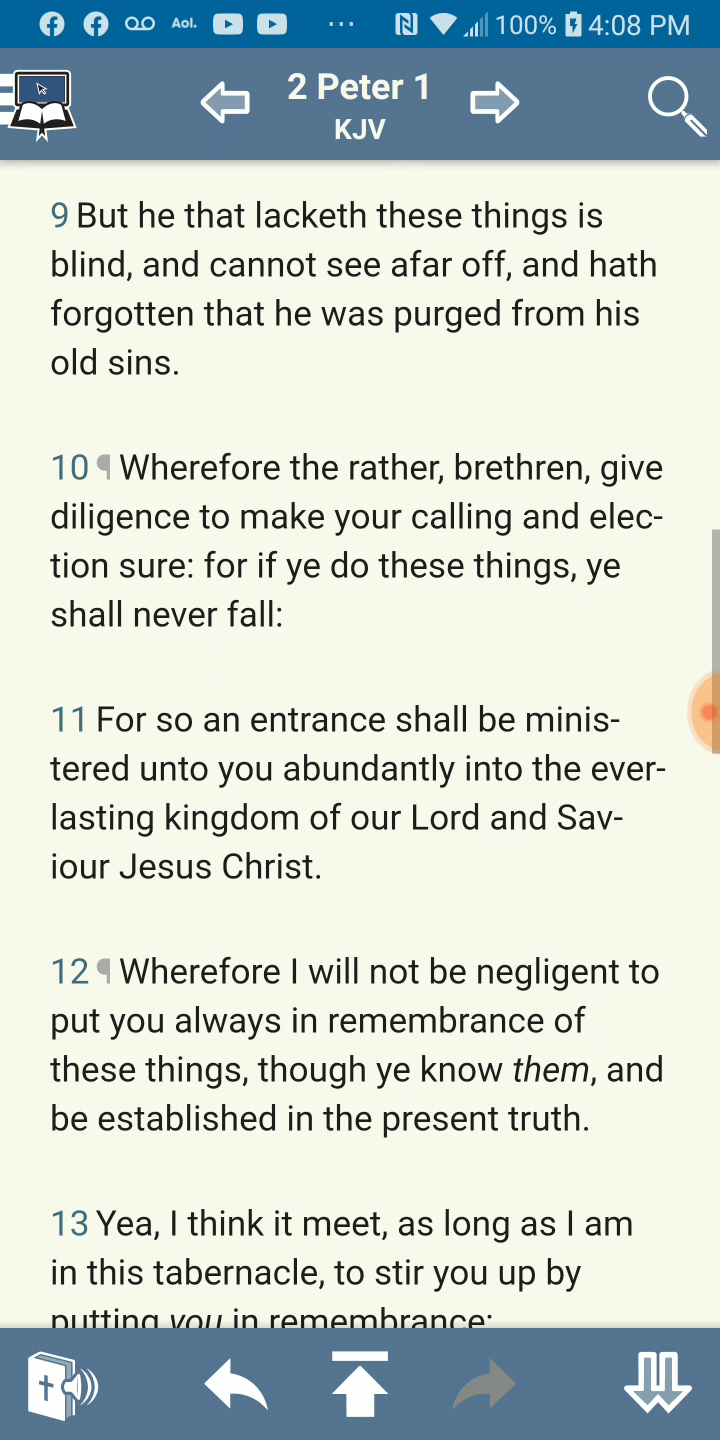 Aol. ... 100% 4:08 PM
2 Peter 1
KJV
9 But he that lacketh these things is
blind, and cannot see afar off, and hath
forgotten that he was purged from his
old sins.
10 ¶ Wherefore the rather, brethren, give
diligence to make your calling and elec-
tion sure: for if ye do these things, ye
shall never fall:
11 For so an entrance shall be minis-
tered unto you abundantly into the ever-
lasting kingdom of our Lord and Sav-
iour Jesus Christ.
12 ¶ Wherefore I will not be negligent to
put you always in remembrance of
these things, though ye know them, and
be established in the present truth.
13 Yea, I think it meet, as long as I am
in this tabernacle, to stir you up by
putting you in remembrance;